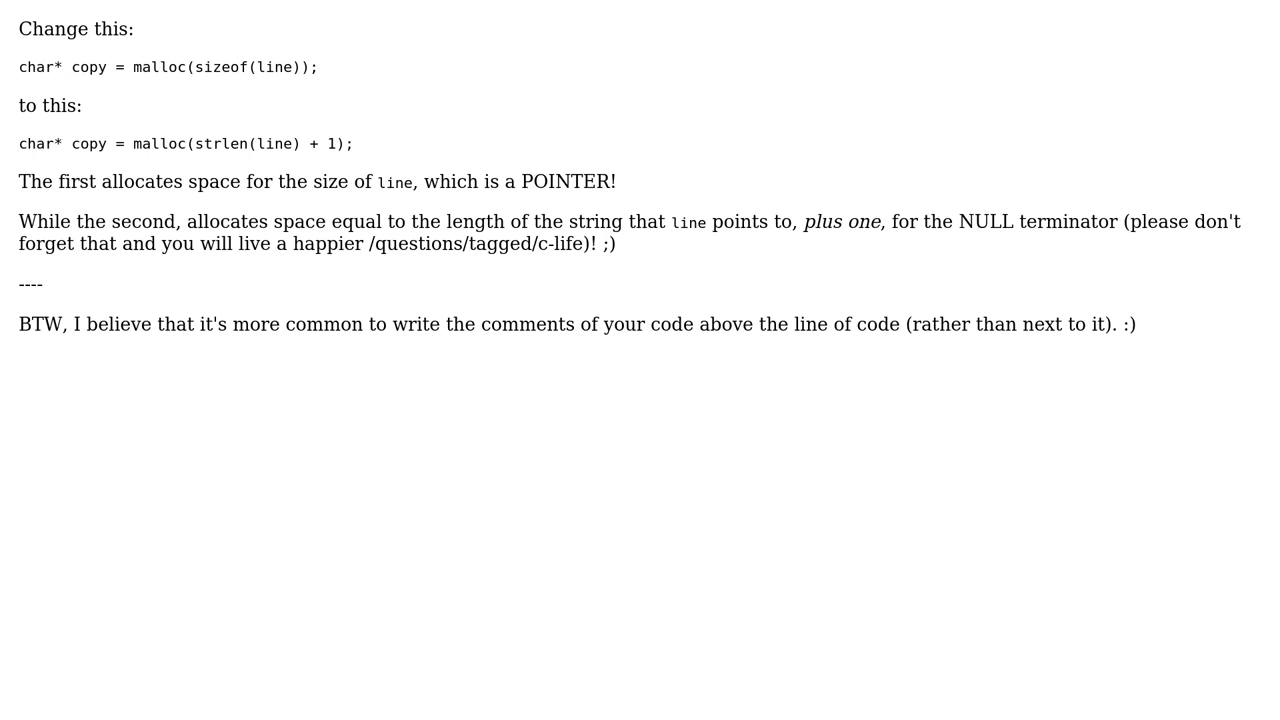 Change this:
char* copy = malloc(sizeof(line));
to this:
char* copy = malloc(strlen(line) + 1);
The first allocates space for the size of line, which is a POINTER!
While the second, allocates space equal to the length of the string that line points to, plus one, for the NULL terminator (please don't
forget that and you will live a happier /questions/tagged/c-life)! ;)
----
BTW, I believe that it's more common to write the comments of your code above the line of code (rather than next to it). :)